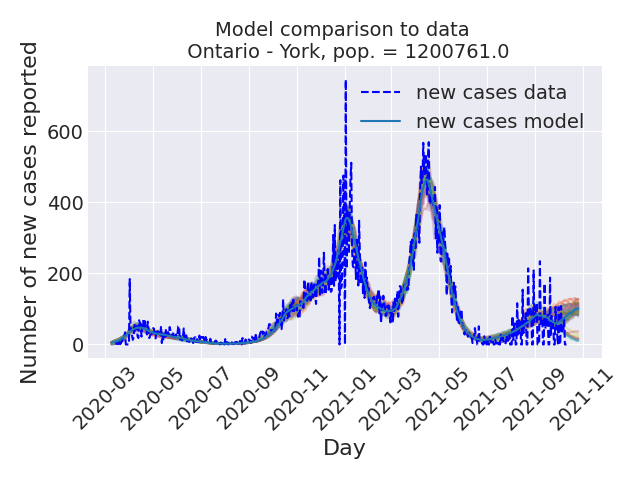 Model comparison to data
Ontario - York, pop. = 1200761.0
Number of new cases reported
600
400
200
0
new cases data
new cases model
2020-03
2020-05
2020-07
2020-09
2020-11
2021-01
2021-03
2021-05
2021-07
2021-09
2021-11
Day